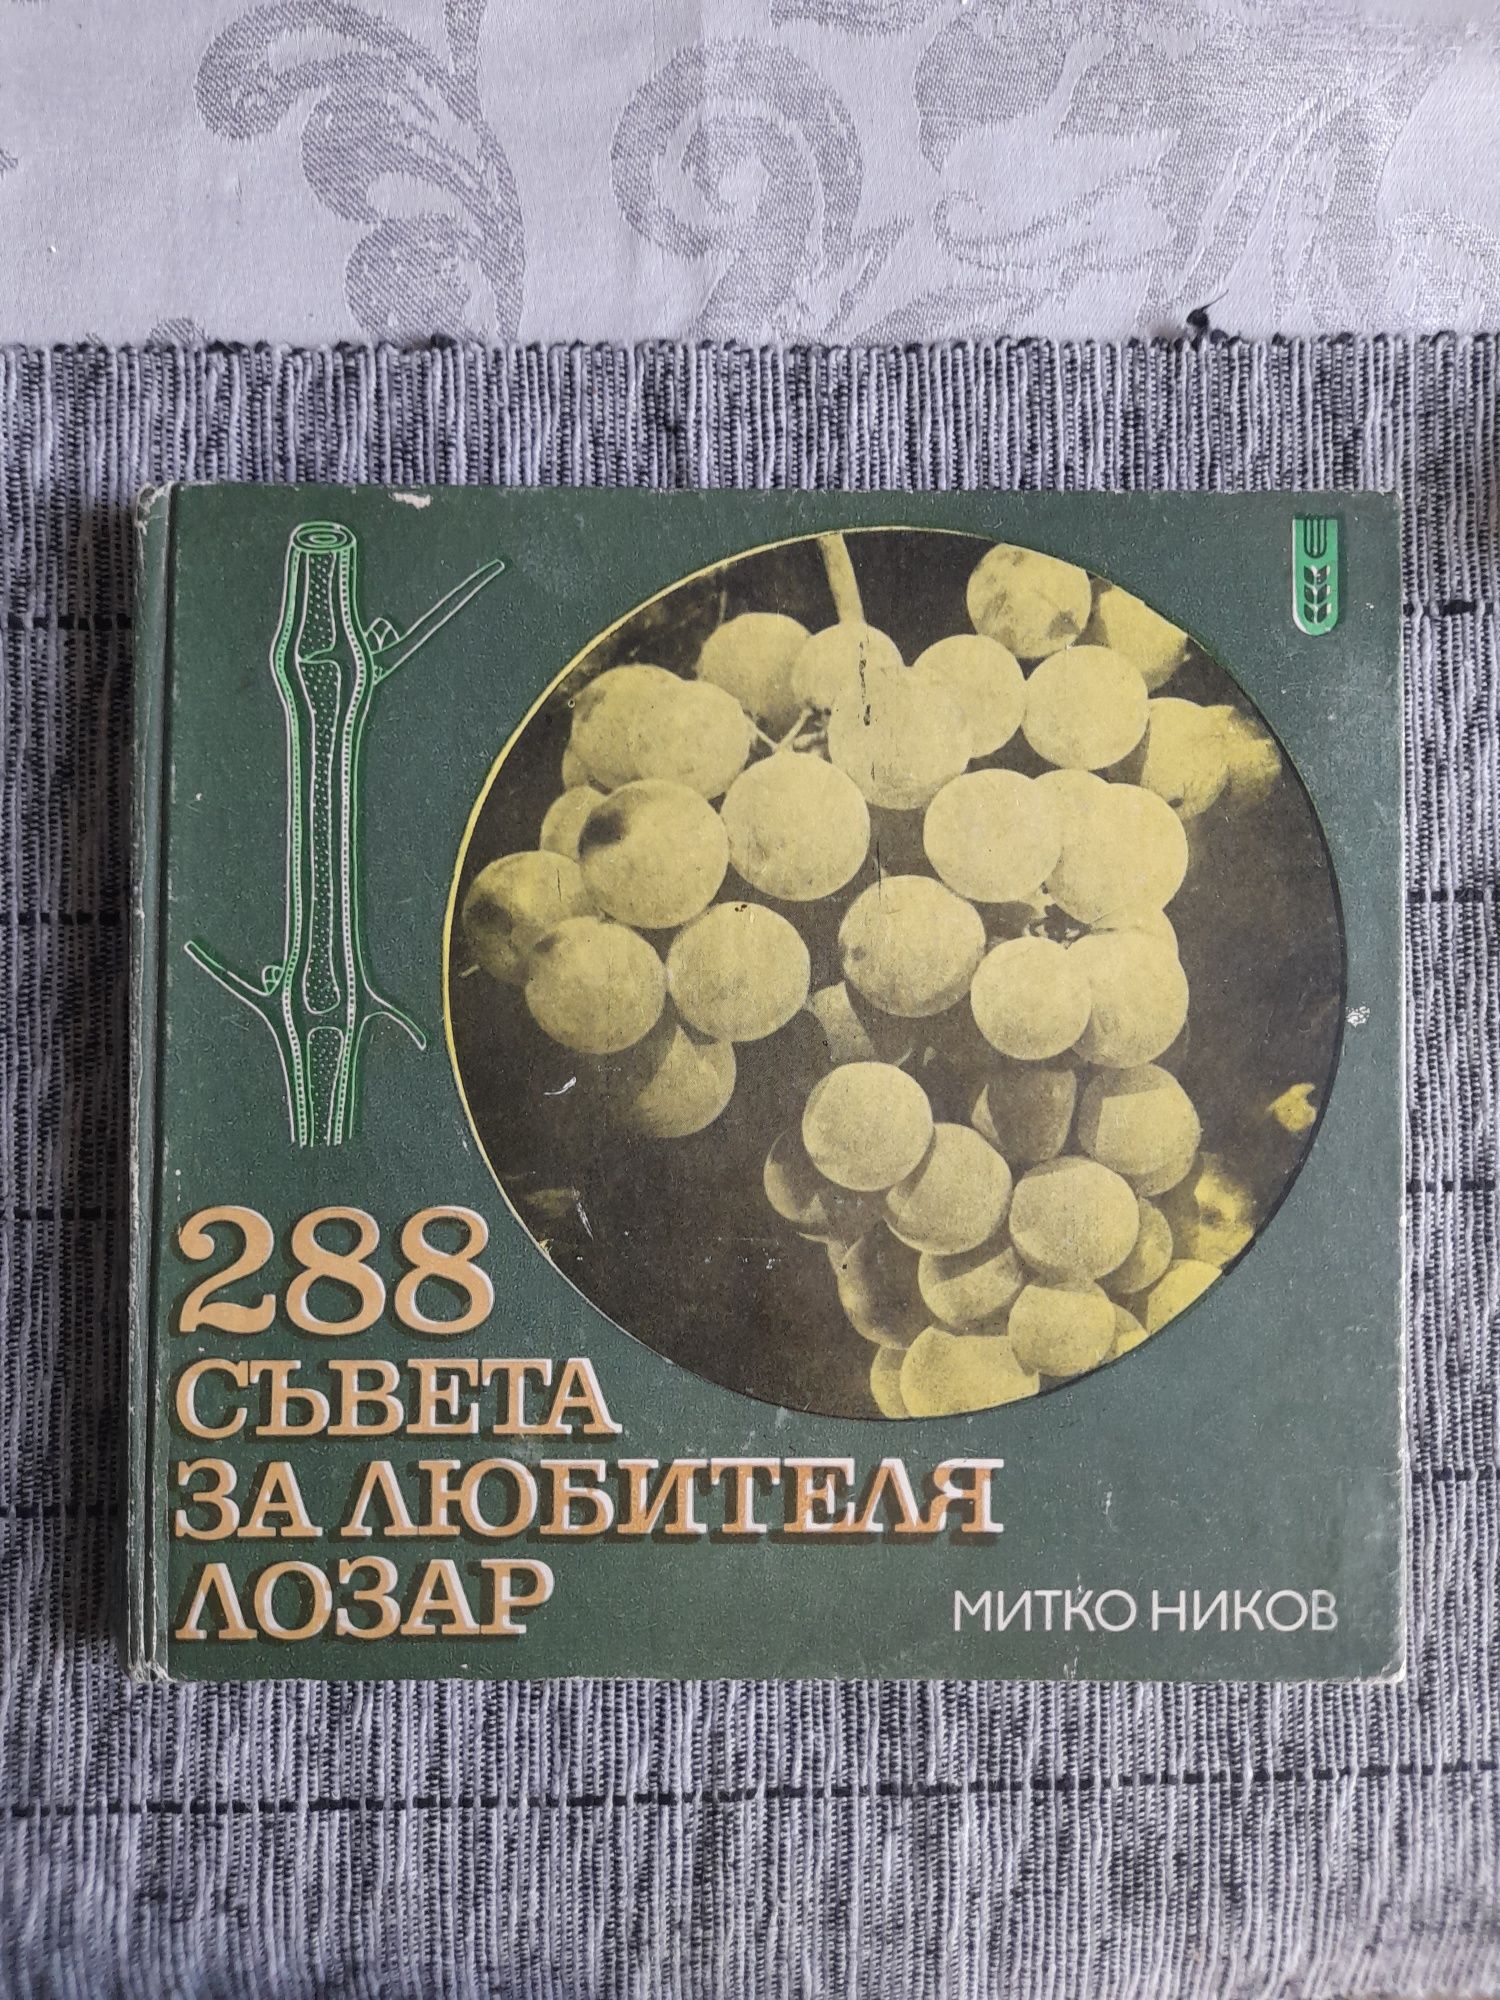 288
СЪВЕТА
ЗА ЛЮБИТЕЛЯ
ЛОЗАР
МИТКО НИКОВ